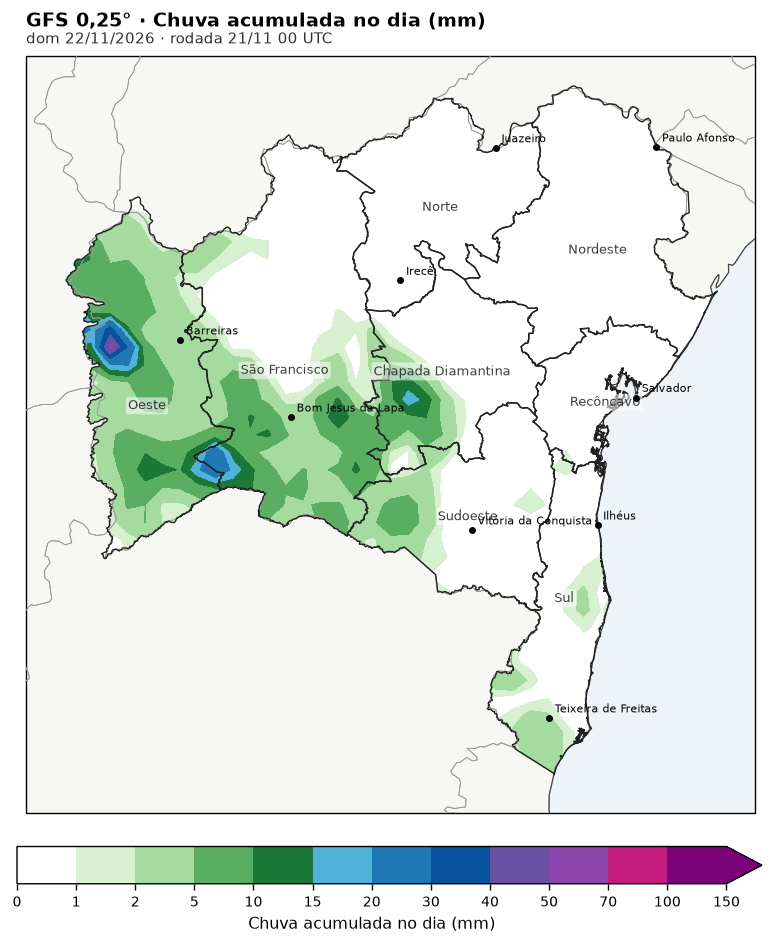 GFS 0,25° · Chuva acumulada no dia (mm)
dom 22/11/2026 · rodada 21/11 00 UTC
Juazeiro
Paulo Afonso
Norte
Nordeste
Irecê
Barreiras
São Francisco
Chapada Diamantina
Salvador
Recôncavo
Oeste
Bom Jesus da Lapa
Sudoeste
Vitória da Conquista
Ilhéus
Sul
Teixeira de Freitas
0 1 2 5 10 15 20 30 40 50 70 100 150
Chuva acumulada no dia (mm)